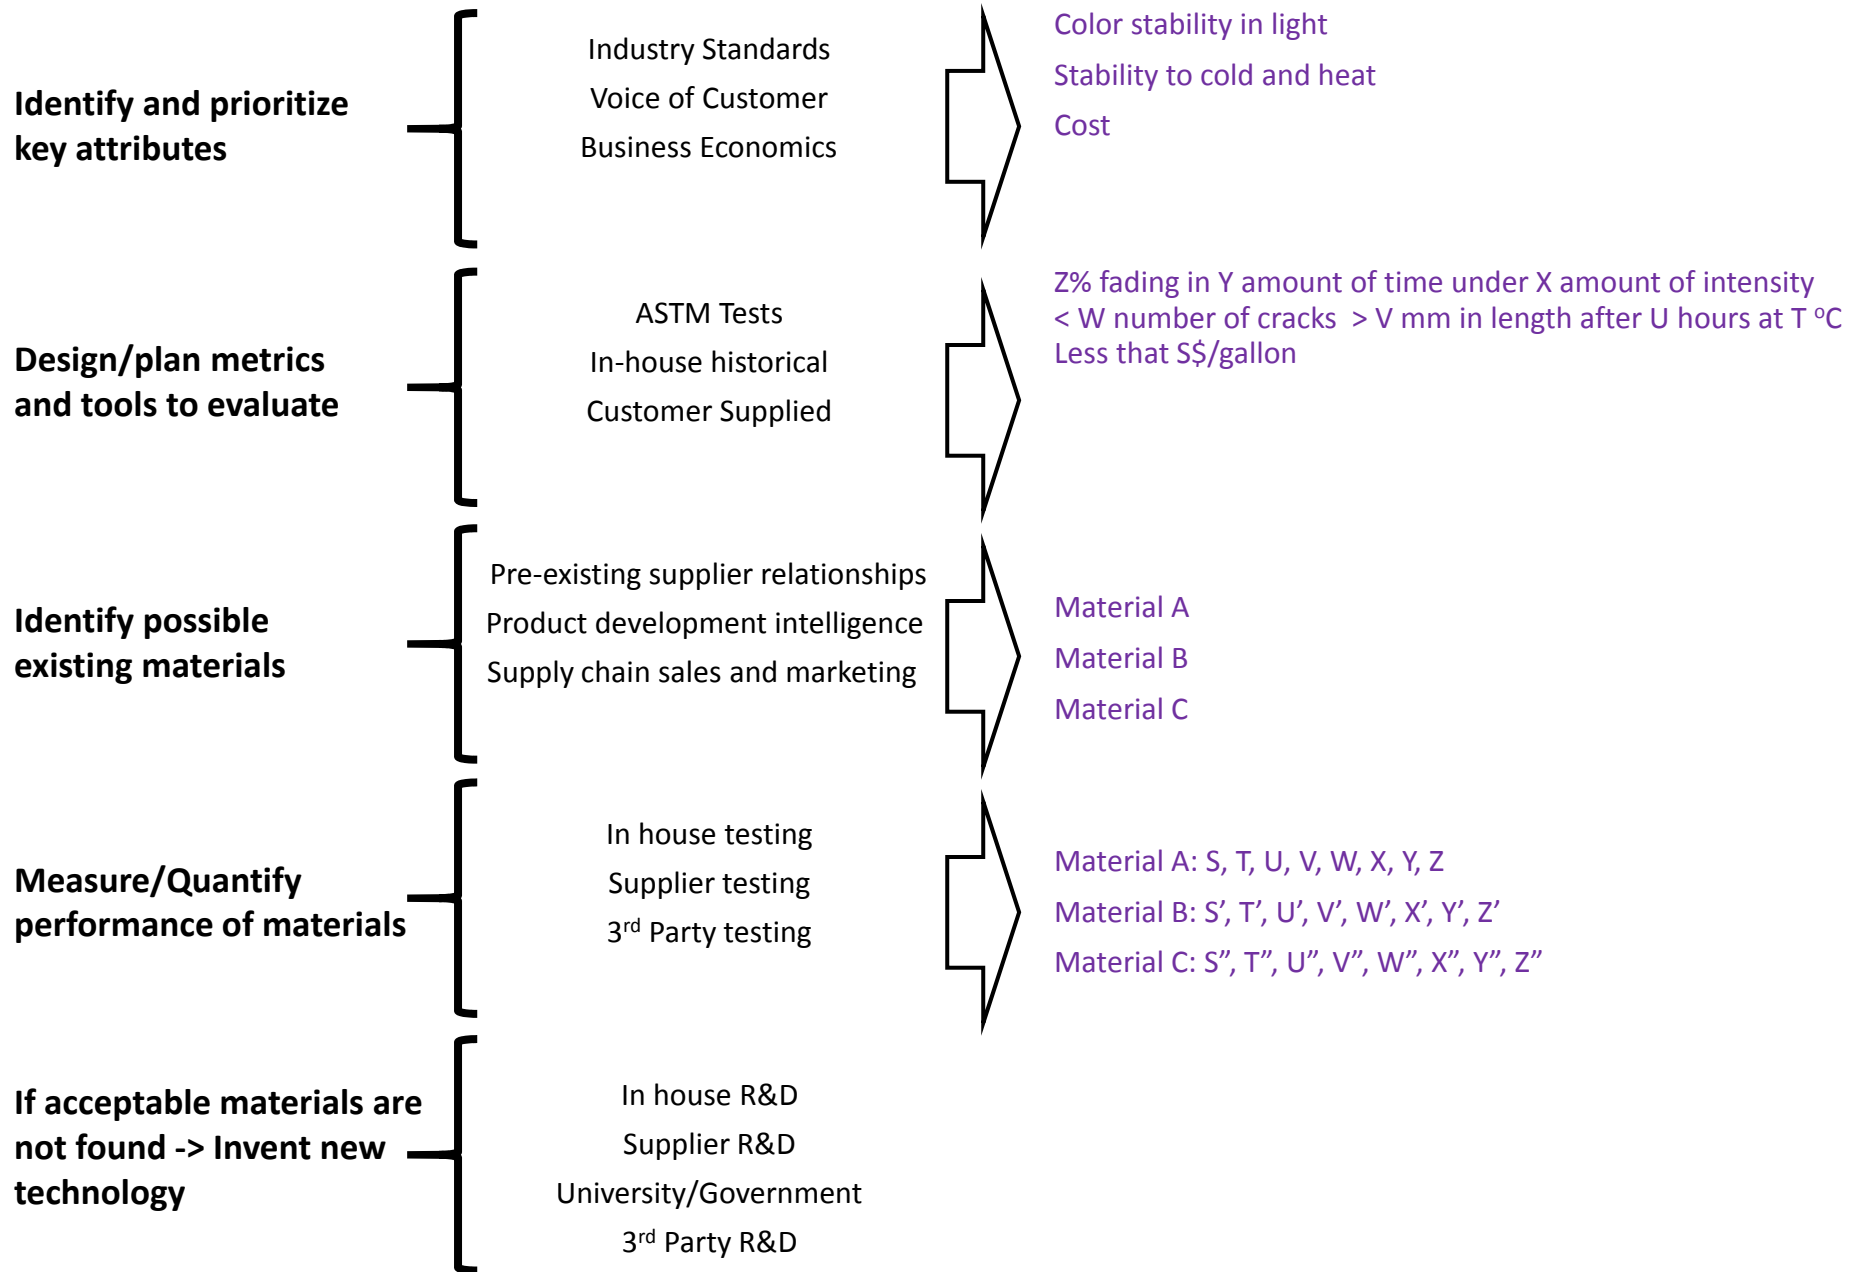 Identify and prioritize
key attributes
Industry Standards
Voice of Customer
Business Economics
Color stability in light
Stability to cold and heat
Cost
Design/plan metrics
and tools to evaluate
ASTM Tests
In-house historical
Customer Supplied
Z% fading in Y amount of time under X amount of intensity
< W number of cracks  > V mm in length after U hours at T ºC
Less that S$/gallon
Identify possible
existing materials
Pre-existing supplier relationships
Product development intelligence
Supply chain sales and marketing
Material A
Material B
Material C
Measure/Quantify
performance of materials
In house testing
Supplier testing
3rd Party testing
Material A: S, T, U, V, W, X, Y, Z
Material B: S’, T’, U’, V’, W’, X’, Y’, Z’
Material C: S”, T”, U”, V”, W”, X”, Y”, Z”
If acceptable materials are
not found -> Invent new
technology
In house R&D
Supplier R&D
University/Government
3rd Party R&D